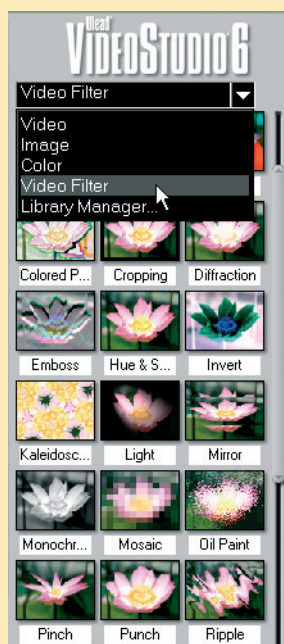 Ulead
VIDEOSTUDIO 6
Video Filter
Video
Image
Color
Video Filter
Library Manager...
Colored P... Cropping Diffraction
Emboss Hue & S... Invert
Kaleidosc... Light Mirror
Monochr... Mosaic Oil Paint
Pinch Punch Ripple